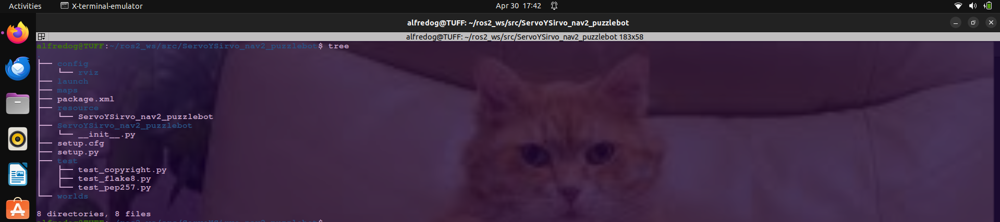 Activities X-terminal-emulator Apr 30 17:42
alfredog@TUFF: ~/ros2_ws/src/ServoYSirvo_nav2_puzzlebot
alfredog@TUFF: ~/ros2_ws/src/ServoYSirvo_nav2_puzzlebot 183x58
alfredog@TUFF:~/ros2_ws/src/ServoYSirvo_nav2_puzzlebot$ tree
.
├── config
│   └── rviz
├── launch
├── maps
├── package.xml
├── resource
│   └── ServoYSirvo_nav2_puzzlebot
├── ServoYSirvo_nav2_puzzlebot
│   └── __init__.py
├── setup.cfg
├── setup.py
├── test
│   ├── test_copyright.py
│   ├── test_flake8.py
│   └── test_pep257.py
└── worlds
8 directories, 8 files
alfredog@TUFF:~/ros2_ws/src/ServoYSirvo_nav2_puzzlebot$